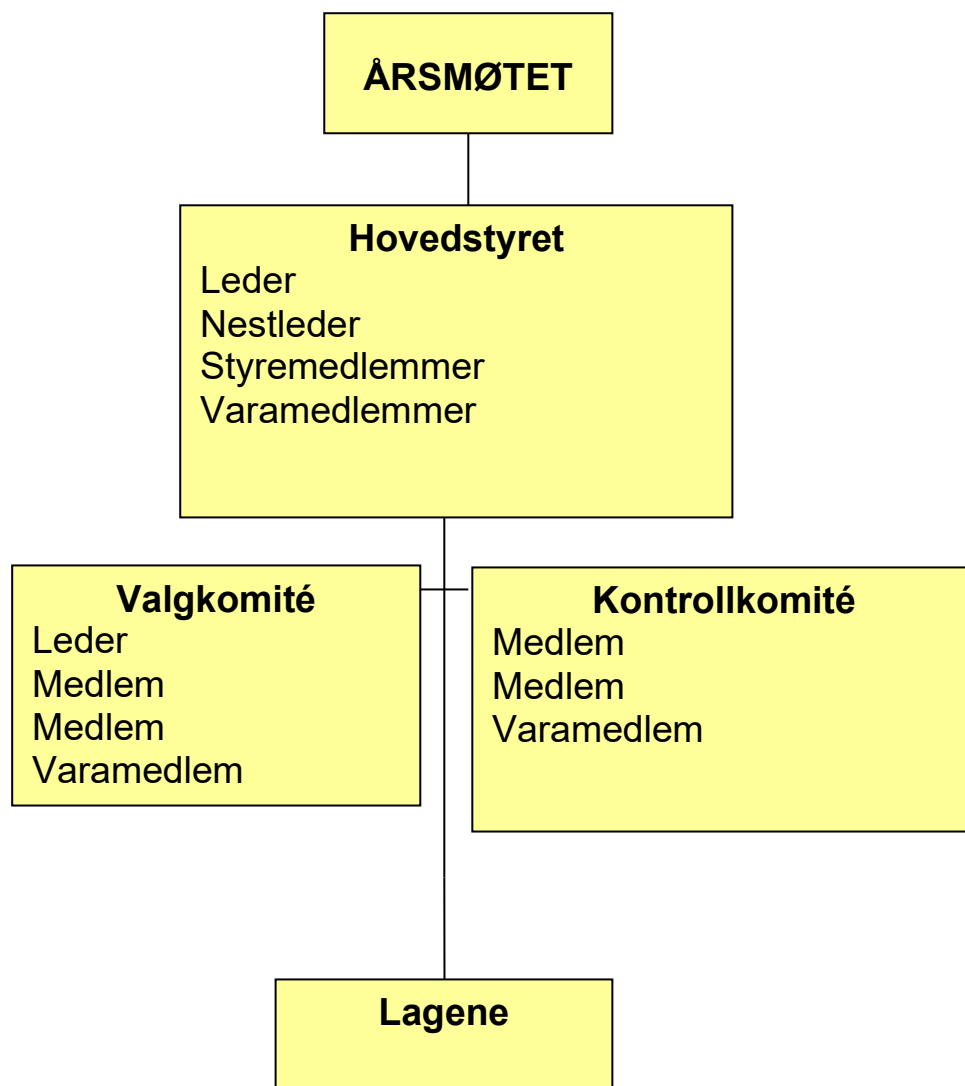 ÅRSMØTET
Hovedstyret
Leder
Nestleder
Styremedlemmer
Varamedlemmer
Valgkomité
Leder
Medlem
Medlem
Varamedlem
Kontrollkomité
Medlem
Medlem
Varamedlem
Lagene